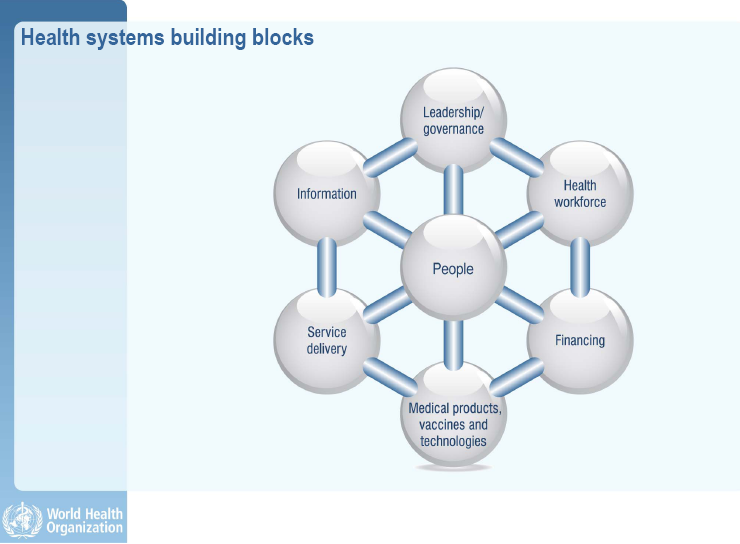 Health systems building blocks
Leadership/
governance
Information
Health
workforce
People
Service
delivery
Financing
Medical products,
vaccines and
technologies
World Health
Organization